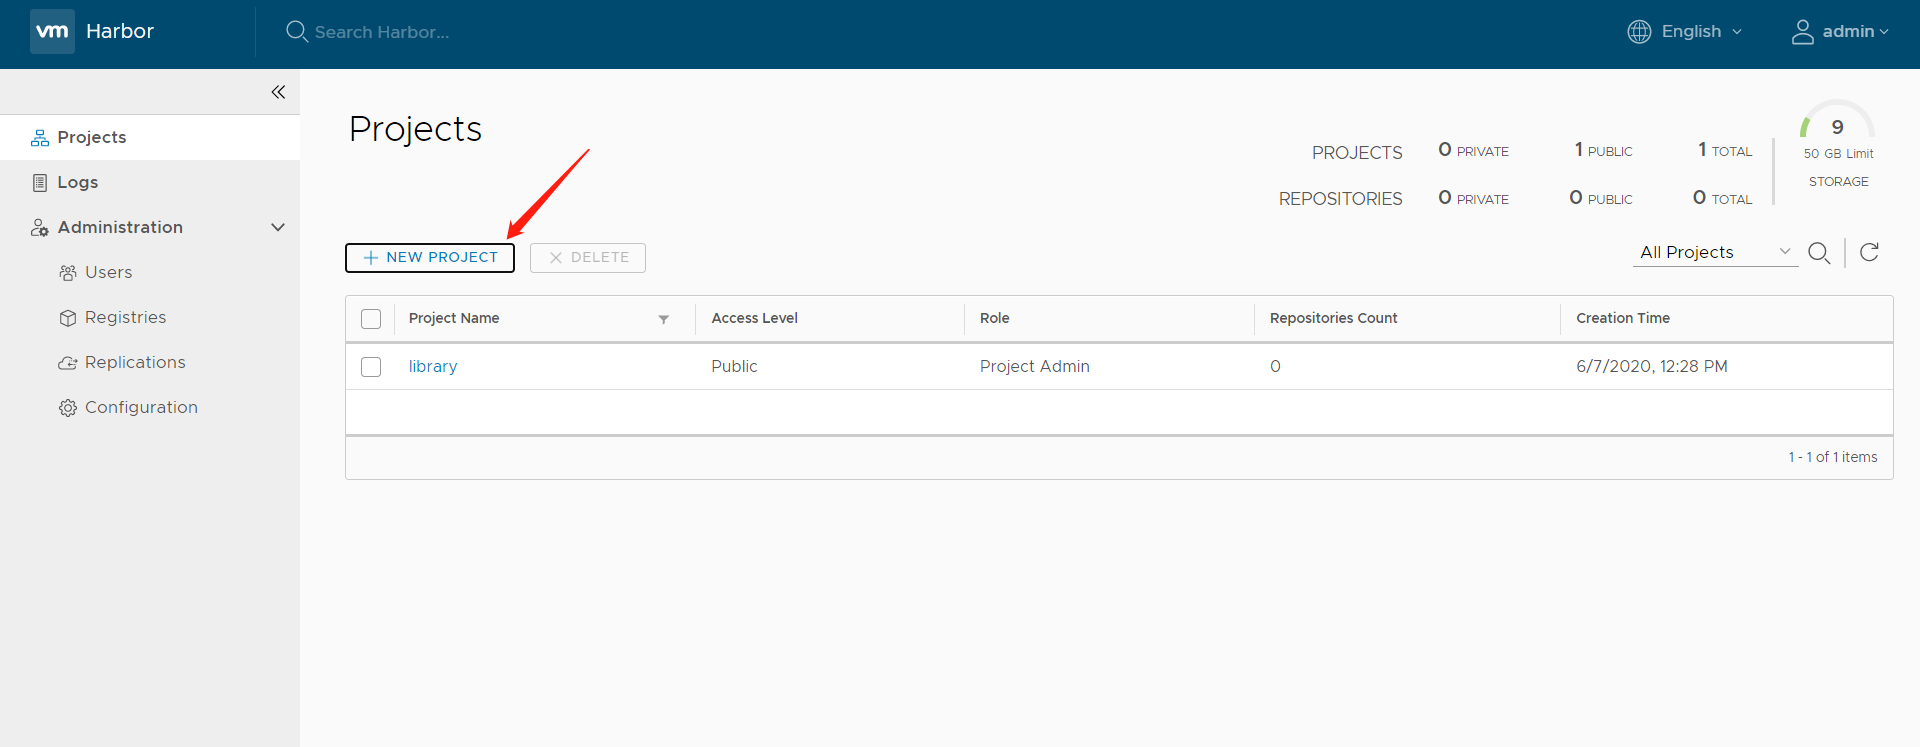 vm Harbor Search Harbor... English admin
Projects
Logs
Administration
Users
Registries
Replications
Configuration
Projects
PROJECTS 0 PRIVATE 1 PUBLIC 1 TOTAL
REPOSITORIES 0 PRIVATE 0 PUBLIC 0 TOTAL
9
50 GB Limit
STORAGE
NEW PROJECT DELETE All Projects
Project Name Access Level Role Repositories Count Creation Time
library Public Project Admin 0 6/7/2020, 12:28 PM
1 - 1 of 1 items